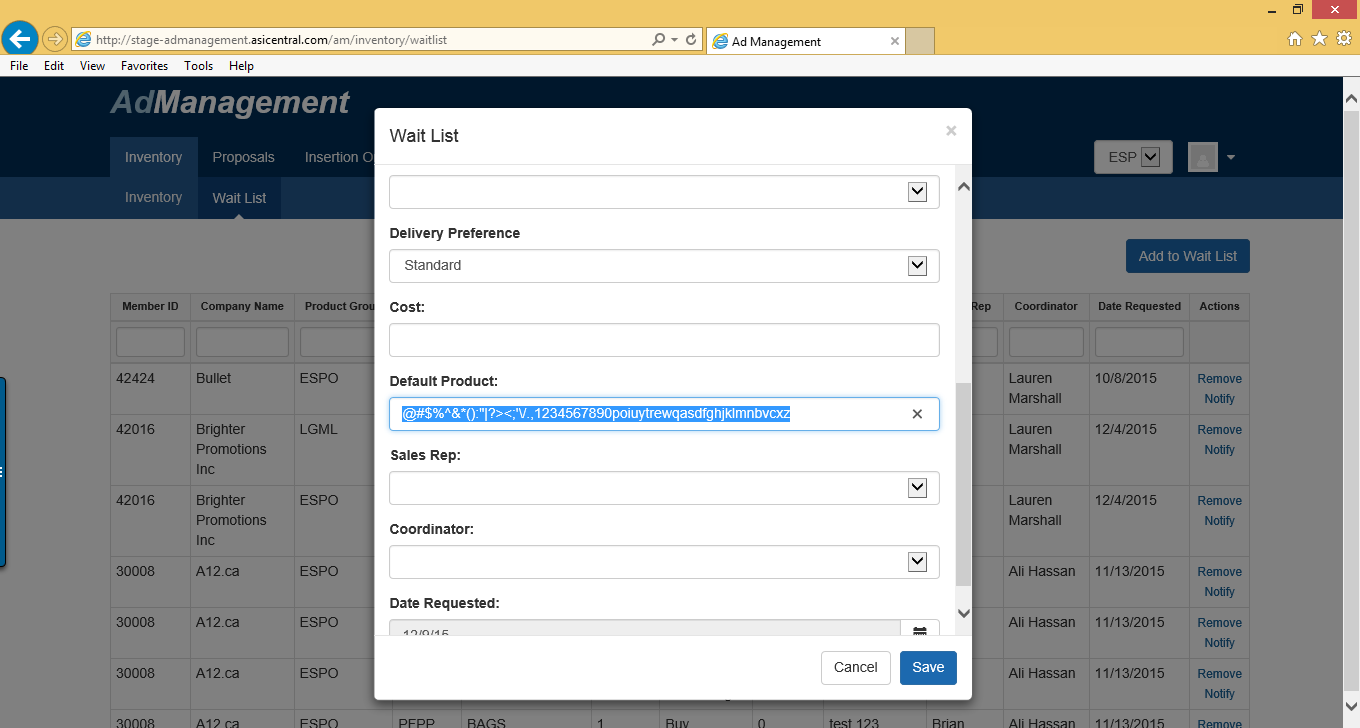 http://stage-admanagement.asicentral.com/am/inventory/waitlist
Ad Management
File Edit View Favorites Tools Help
AdManagement
Inventory Proposals Insertion O
ESP
Inventory Wait List
Add to Wait List
Member ID Company Name Product Grou Rep Coordinator Date Requested Actions
42424 Bullet ESPO Lauren Marshall 10/8/2015 Remove Notify
42016 Brighter Promotions Inc LGML Lauren Marshall 12/4/2015 Remove Notify
42016 Brighter Promotions Inc ESPO Lauren Marshall 12/4/2015 Remove Notify
30008 A12.ca ESPO Ali Hassan 11/13/2015 Remove Notify
30008 A12.ca ESPO Ali Hassan 11/13/2015 Remove Notify
30008 A12.ca ESPO Ali Hassan 11/13/2015 Remove Notify
30008 A12.ca ESPO PEPP BAGS 1 Buy 0 test 123 Brian Ali Hassan 11/13/2015 Remove
Wait List
Delivery Preference
Standard
Cost:
Default Product:
@#$%^&*():"|?><;'\/.,1234567890poiuytrewqasdfghjklmnbvcxz
Sales Rep:
Coordinator:
Date Requested:
12/9/15
Cancel Save